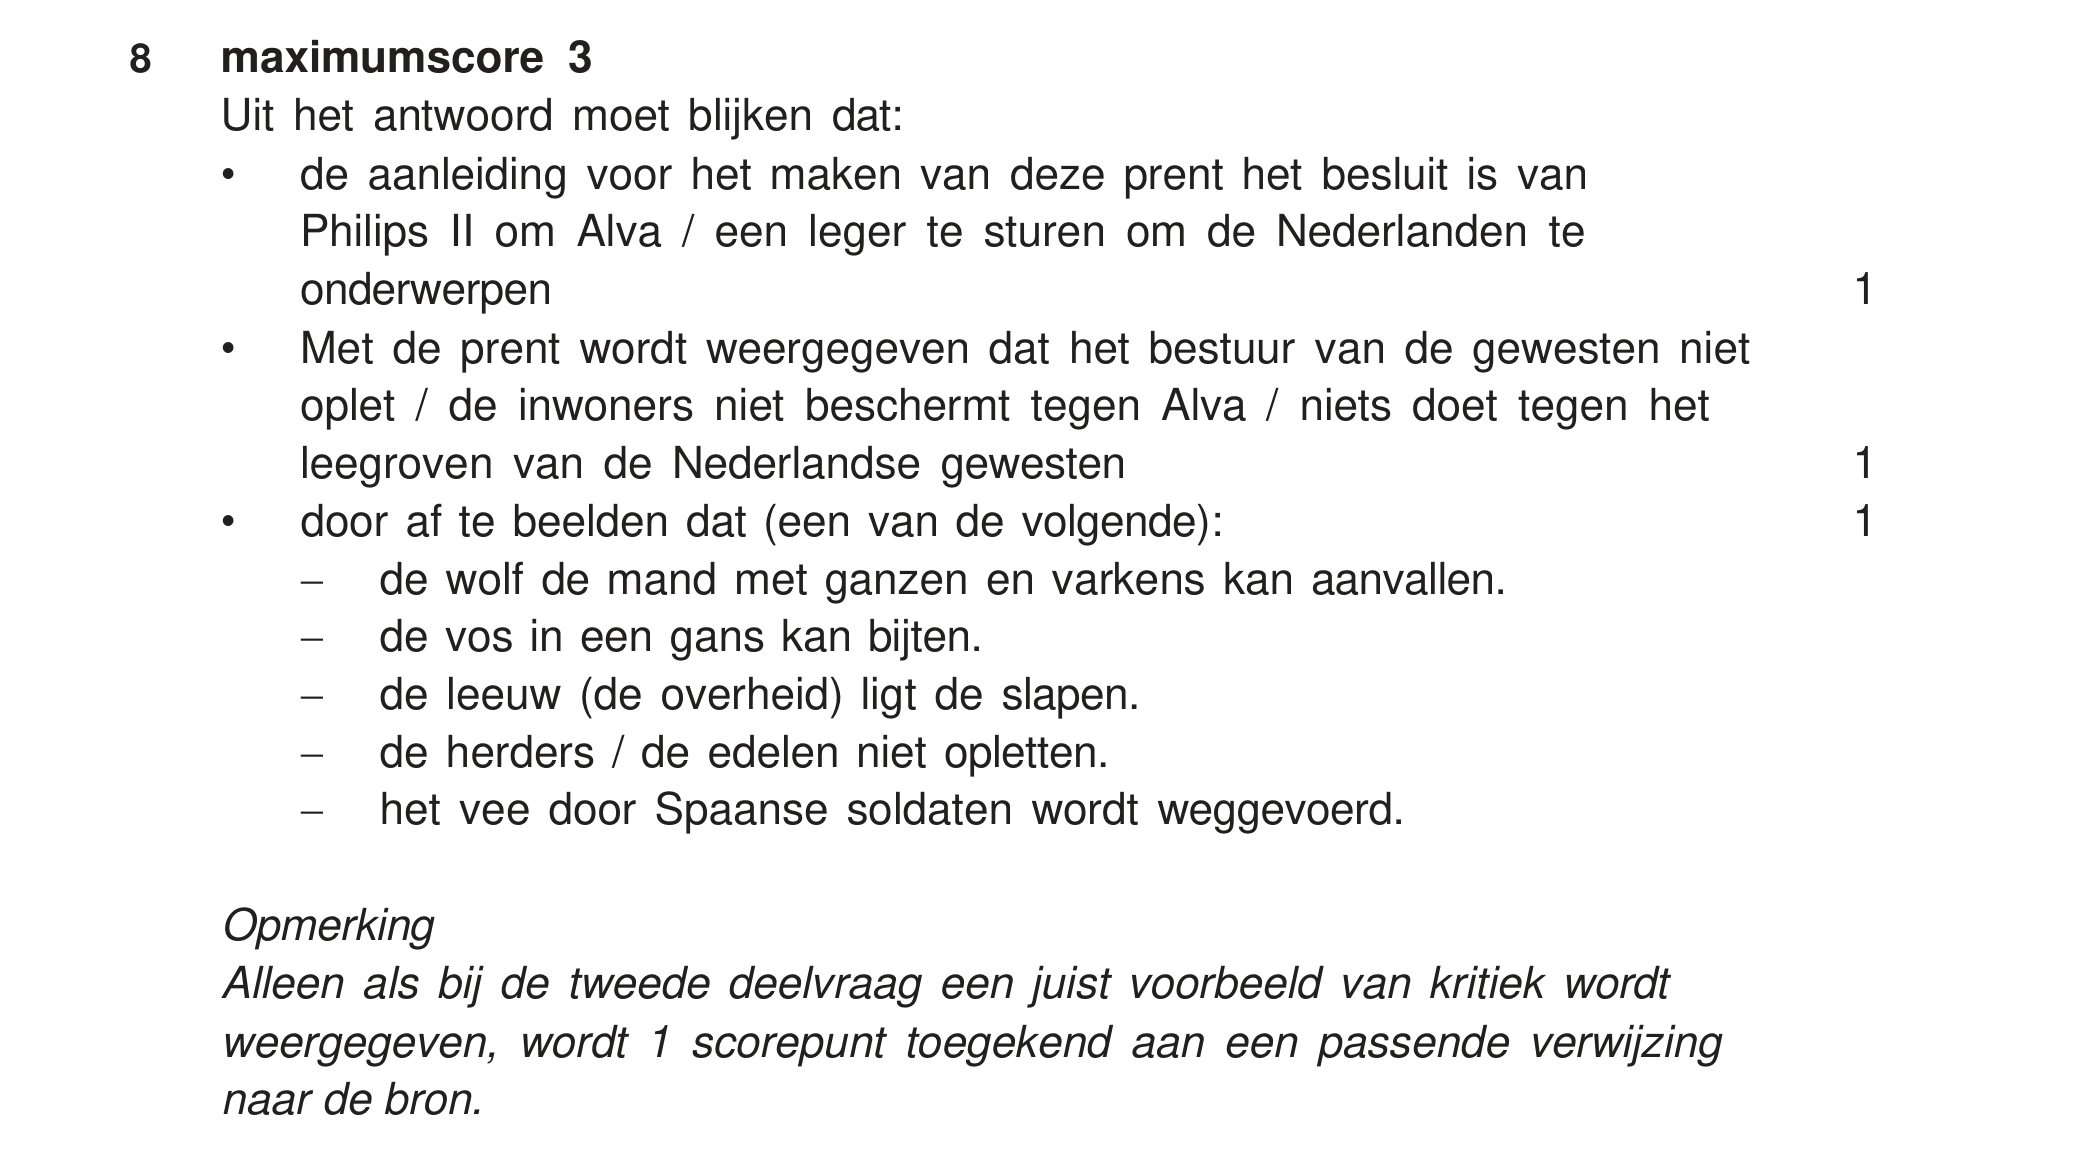 8 maximumscore 3
Uit het antwoord moet blijken dat:
• de aanleiding voor het maken van deze prent het besluit is van
Philips II om Alva / een leger te sturen om de Nederlanden te
onderwerpen 1
• Met de prent wordt weergegeven dat het bestuur van de gewesten niet
oplet / de inwoners niet beschermt tegen Alva / niets doet tegen het
leegroven van de Nederlandse gewesten 1
• door af te beelden dat (een van de volgende): 1
− de wolf de mand met ganzen en varkens kan aanvallen.
− de vos in een gans kan bijten.
− de leeuw (de overheid) ligt de slapen.
− de herders / de edelen niet opletten.
− het vee door Spaanse soldaten wordt weggevoerd.
Opmerking
Alleen als bij de tweede deelvraag een juist voorbeeld van kritiek wordt
weergegeven, wordt 1 scorepunt toegekend aan een passende verwijzing
naar de bron.